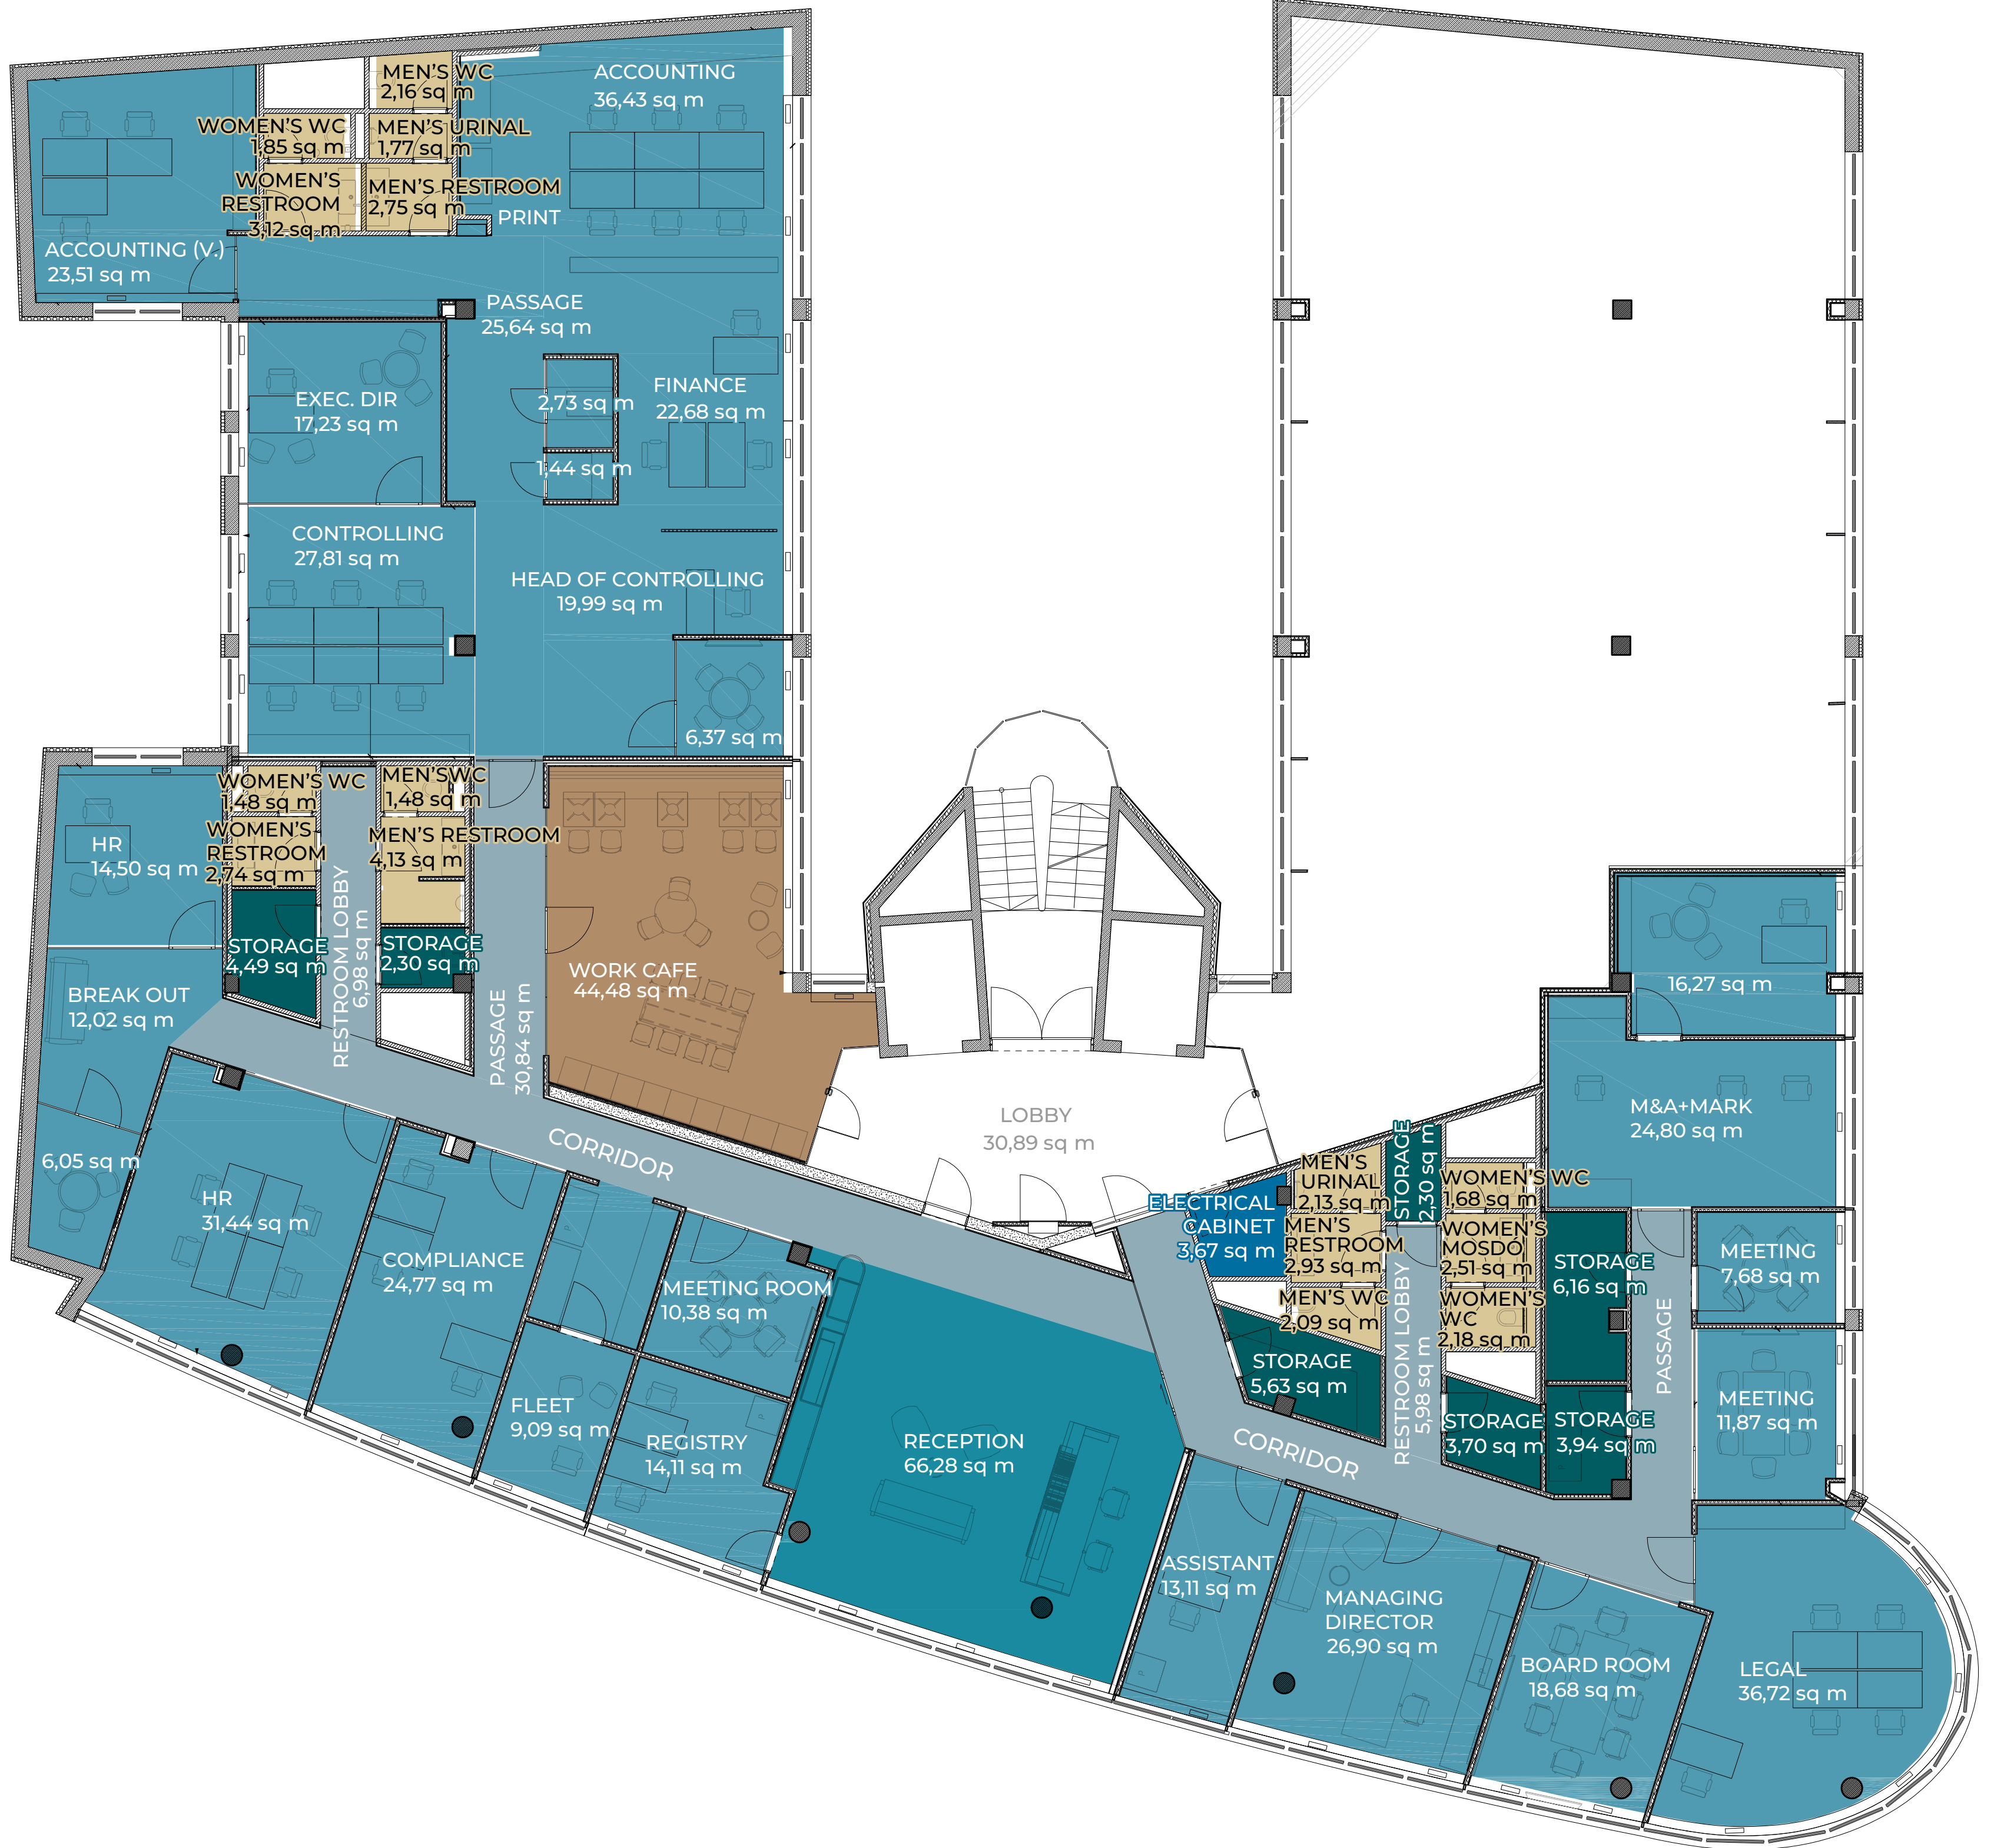 MEN'S WC
2,16 sq m
ACCOUNTING
36,43 sq m
WOMEN'S WC
1,85 sq m
MEN'S URINAL
1,77 sq m
WOMEN'S
RESTROOM
3,12 sq m
MEN'S RESTROOM
2,75 sq m
PRINT
ACCOUNTING (V.)
23,51 sq m
PASSAGE
25,64 sq m
EXEC. DIR
17,23 sq m
2,73 sq m
FINANCE
22,68 sq m
1,44 sq m
CONTROLLING
27,81 sq m
HEAD OF CONTROLLING
19,99 sq m
6,37 sq m
WOMEN'S WC
1,48 sq m
MEN'SWC
1,48 sq m
HR
14,50 sq m
WOMEN'S
RESTROOM
2,74 sq m
MEN'S RESTROOM
4,13 sq m
STORAGE
4,49 sq m
RESTROOM LOBBY
6,98 sq m
STORAGE
2,30 sq m
BREAK OUT
12,02 sq m
PASSAGE
30,84 sq m
WORK CAFE
44,48 sq m
16,27 sq m
LOBBY
30,89 sq m
M&A+MARK
24,80 sq m
CORRIDOR
6,05 sq m
HR
31,44 sq m
COMPLIANCE
24,77 sq m
MEETING ROOM
10,38 sq m
FLEET
9,09 sq m
REGISTRY
14,11 sq m
RECEPTION
66,28 sq m
ELECTRICAL
CABINET
3,67 sq m
MEN'S
URINAL
2,13 sq m
STORAGE
2,30 sq m
WOMEN'S WC
1,68 sq m
MEN'S
RESTROOM
2,93 sq m
WOMEN'S
MOSDO
2,51 sq m
MEN'S WC
2,09 sq m
WOMEN'S
WC
2,18 sq m
STORAGE
6,16 sq m
MEETING
7,68 sq m
STORAGE
5,63 sq m
RESTROOM LOBBY
5,98 sq m
PASSAGE
STORAGE
3,70 sq m
STORAGE
3,94 sq m
MEETING
11,87 sq m
CORRIDOR
ASSISTANT
13,11 sq m
MANAGING
DIRECTOR
26,90 sq m
BOARD ROOM
18,68 sq m
LEGAL
36,72 sq m